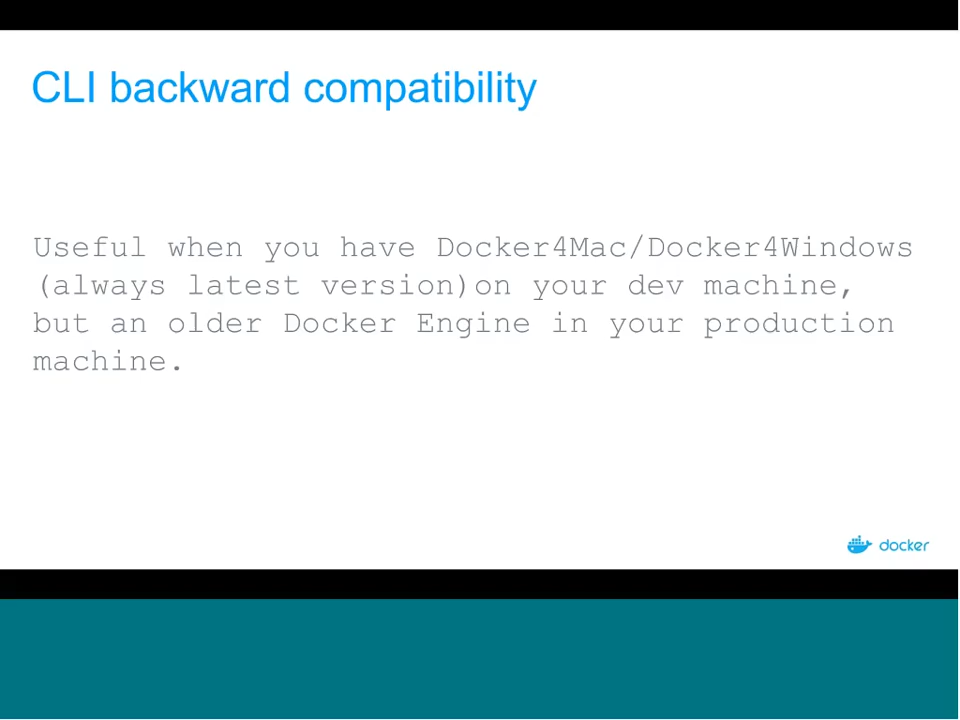 CLI backward compatibility
Useful when you have Docker4Mac/Docker4Windows
(always latest version)on your dev machine,
but an older Docker Engine in your production
machine.
docker